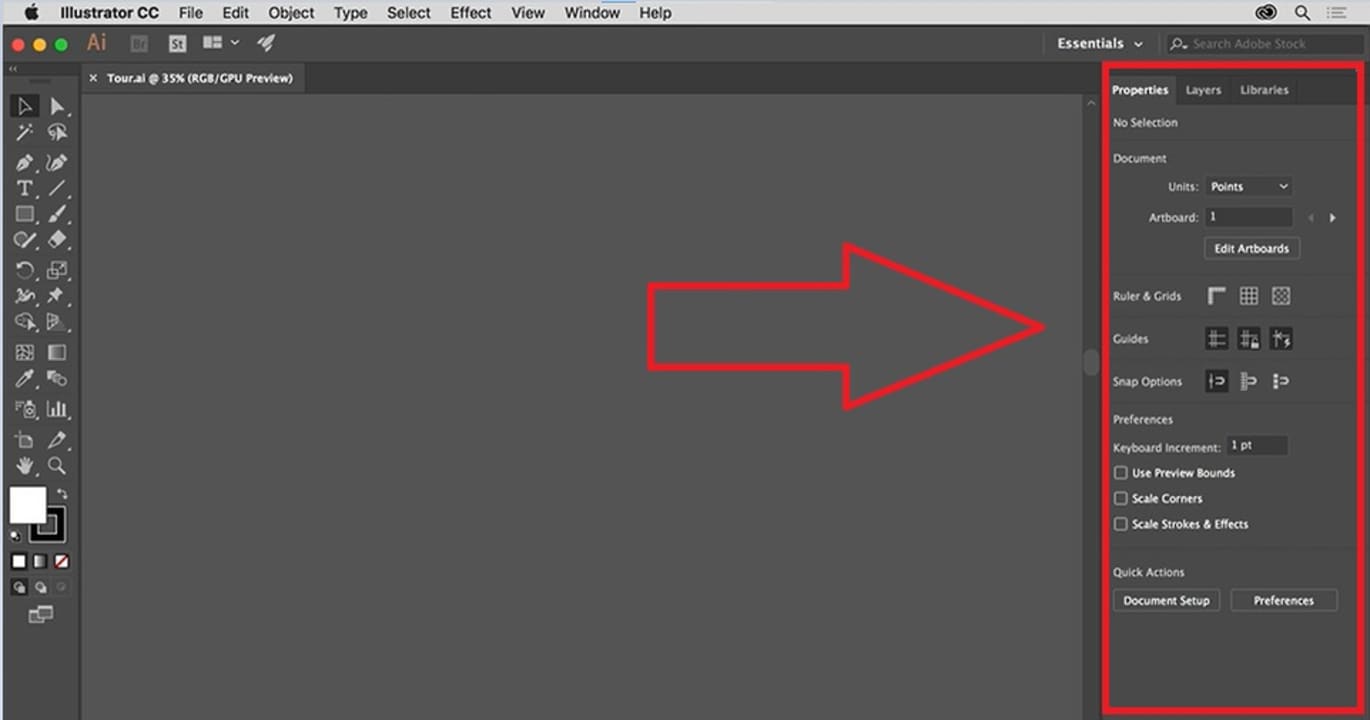 Illustrator CC File Edit Object Type Select Effect View Window Help
Ai Br St Essentials Search Adobe Stock
× Tour.ai @ 35% (RGB/GPU Preview)
Properties Layers Libraries
No Selection
Document
Units: Points
Artboard: 1
Edit Artboards
Ruler & Grids
Guides
Snap Options
Preferences
Keyboard Increment: 1 pt
Use Preview Bounds
Scale Corners
Scale Strokes & Effects
Quick Actions
Document Setup Preferences